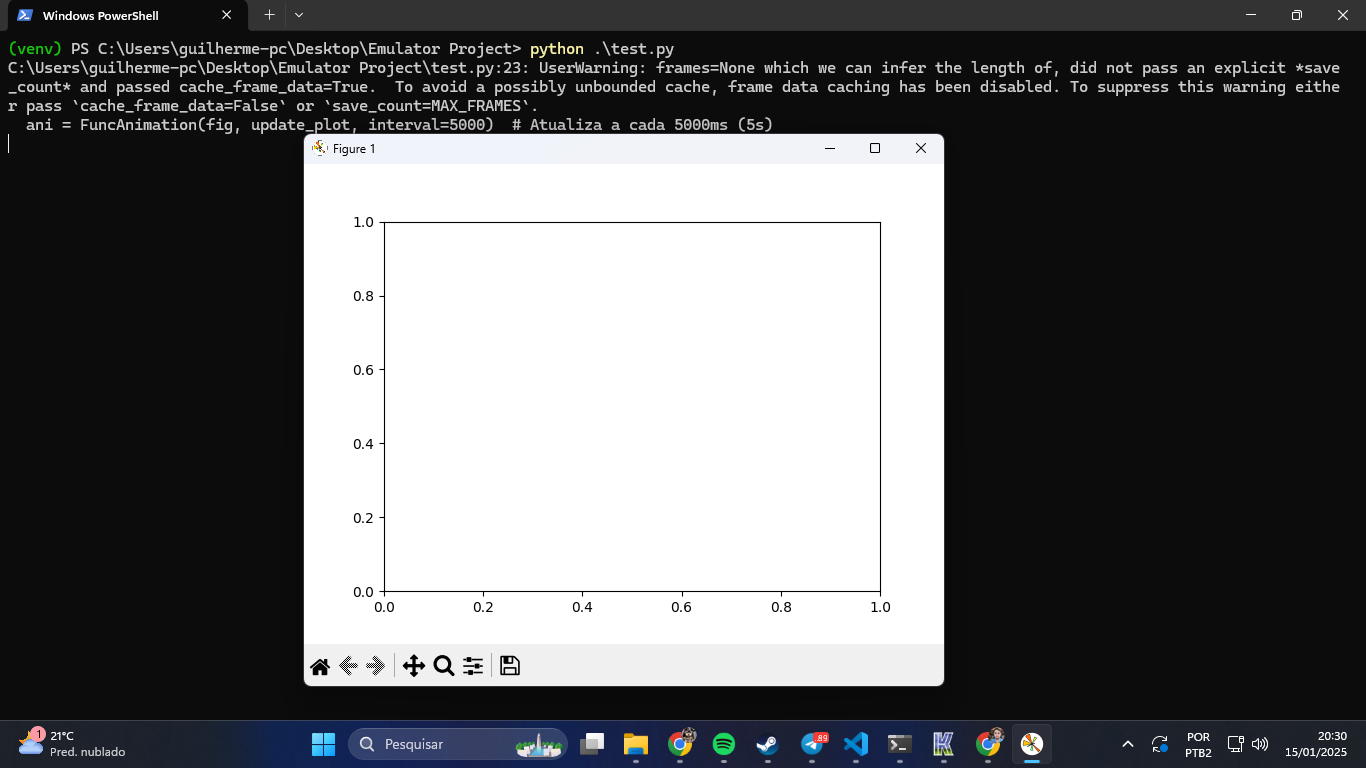 Windows PowerShell
(venv) PS C:\Users\guilherme-pc\Desktop\Emulator Project> python .\test.py
C:\Users\guilherme-pc\Desktop\Emulator Project\test.py:23: UserWarning: frames=None which we can infer the length of, did not pass an explicit *save
_count* and passed cache_frame_data=True.  To avoid a possibly unbounded cache, frame data caching has been disabled. To suppress this warning eithe
r pass `cache_frame_data=False` or `save_count=MAX_FRAMES`.
  ani = FuncAnimation(fig, update_plot, interval=5000)  # Atualiza a cada 5000ms (5s)
Figure 1
1.0
0.8
0.6
0.4
0.2
0.0
0.0 0.2 0.4 0.6 0.8 1.0
1
21°C
Pred. nublado
Pesquisar
89
POR
PTB2
20:30
15/01/2025